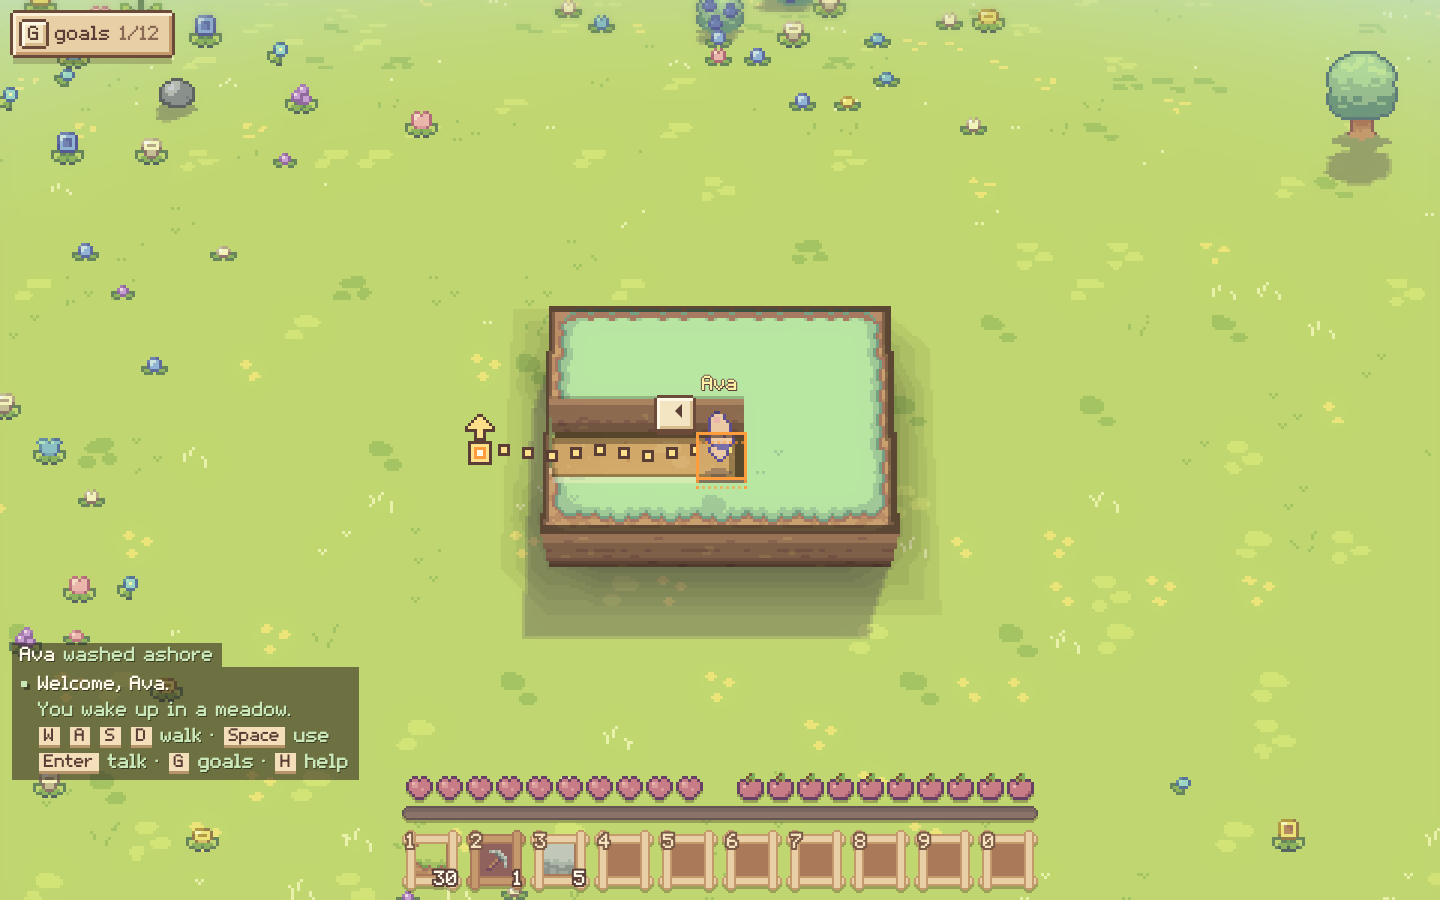 G goals 1/12
Ava
Ava washed ashore
Welcome, Ava.
You wake up in a meadow.
W A S D walk · Space use
Enter talk · G goals · H help
1 2 3 4 5 6 7 8 9 0
30 1 5